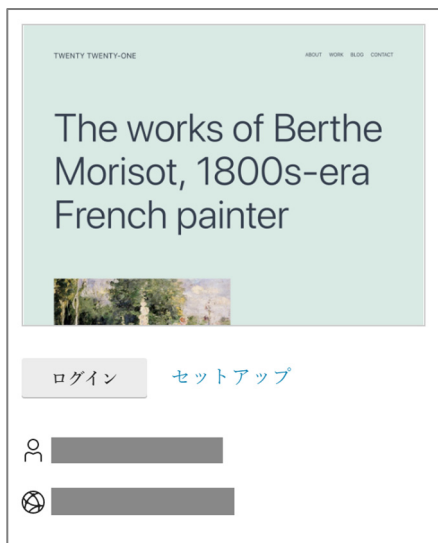 TWENTY TWENTY-ONE
ABOUT WORK BLOG CONTACT
The works of Berthe
Morisot, 1800s-era
French painter
ログイン
セットアップ